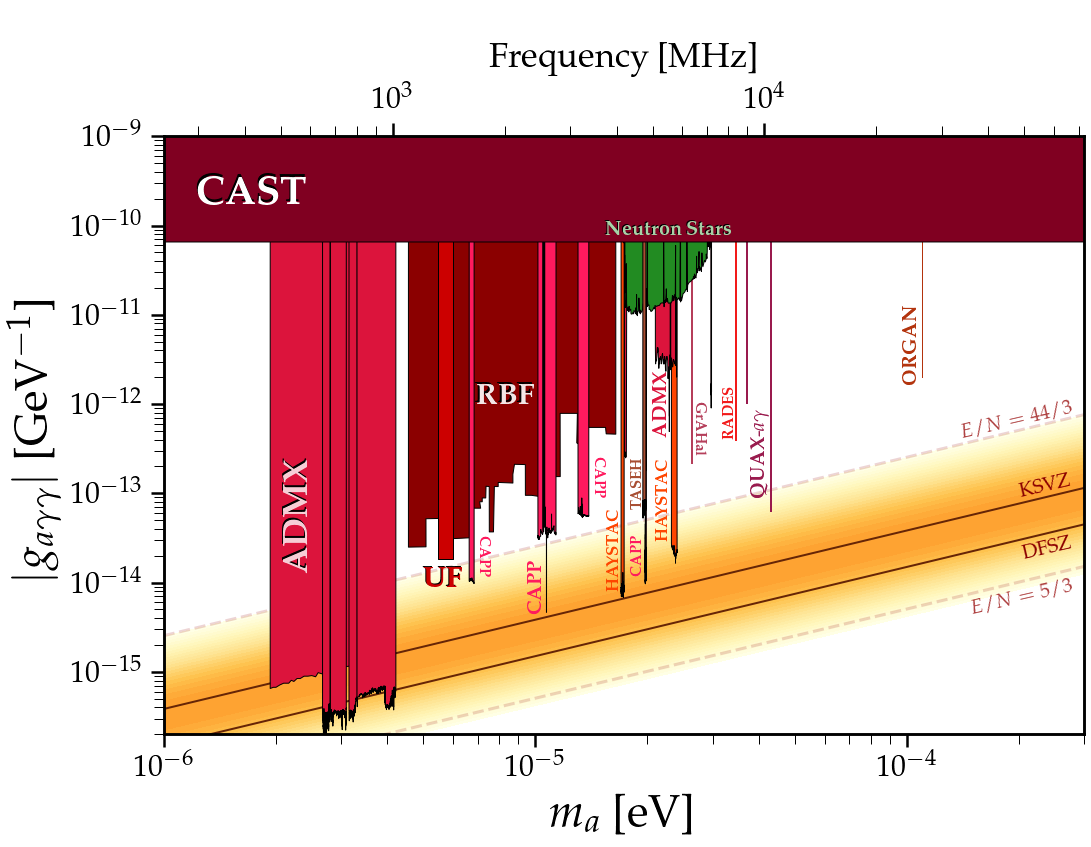 Frequency [MHz]
10³ 10⁴
10⁻⁹
CAST
10⁻¹⁰
Neutron Stars
10⁻¹¹
ORGAN
10⁻¹²
RBF
ADMX
GrAHal
RADES
QUAX-aγ
E/N = 44/3
10⁻¹³
ADMX
CAPP
TASEH
HAYSTAC
KSVZ
10⁻¹⁴
UF
CAPP
CAPP
HAYSTAC
CAPP
DFSZ
E/N = 5/3
10⁻¹⁵
|g_{aγγ}| [GeV⁻¹]
10⁻⁶ 10⁻⁵ 10⁻⁴
m_a [eV]